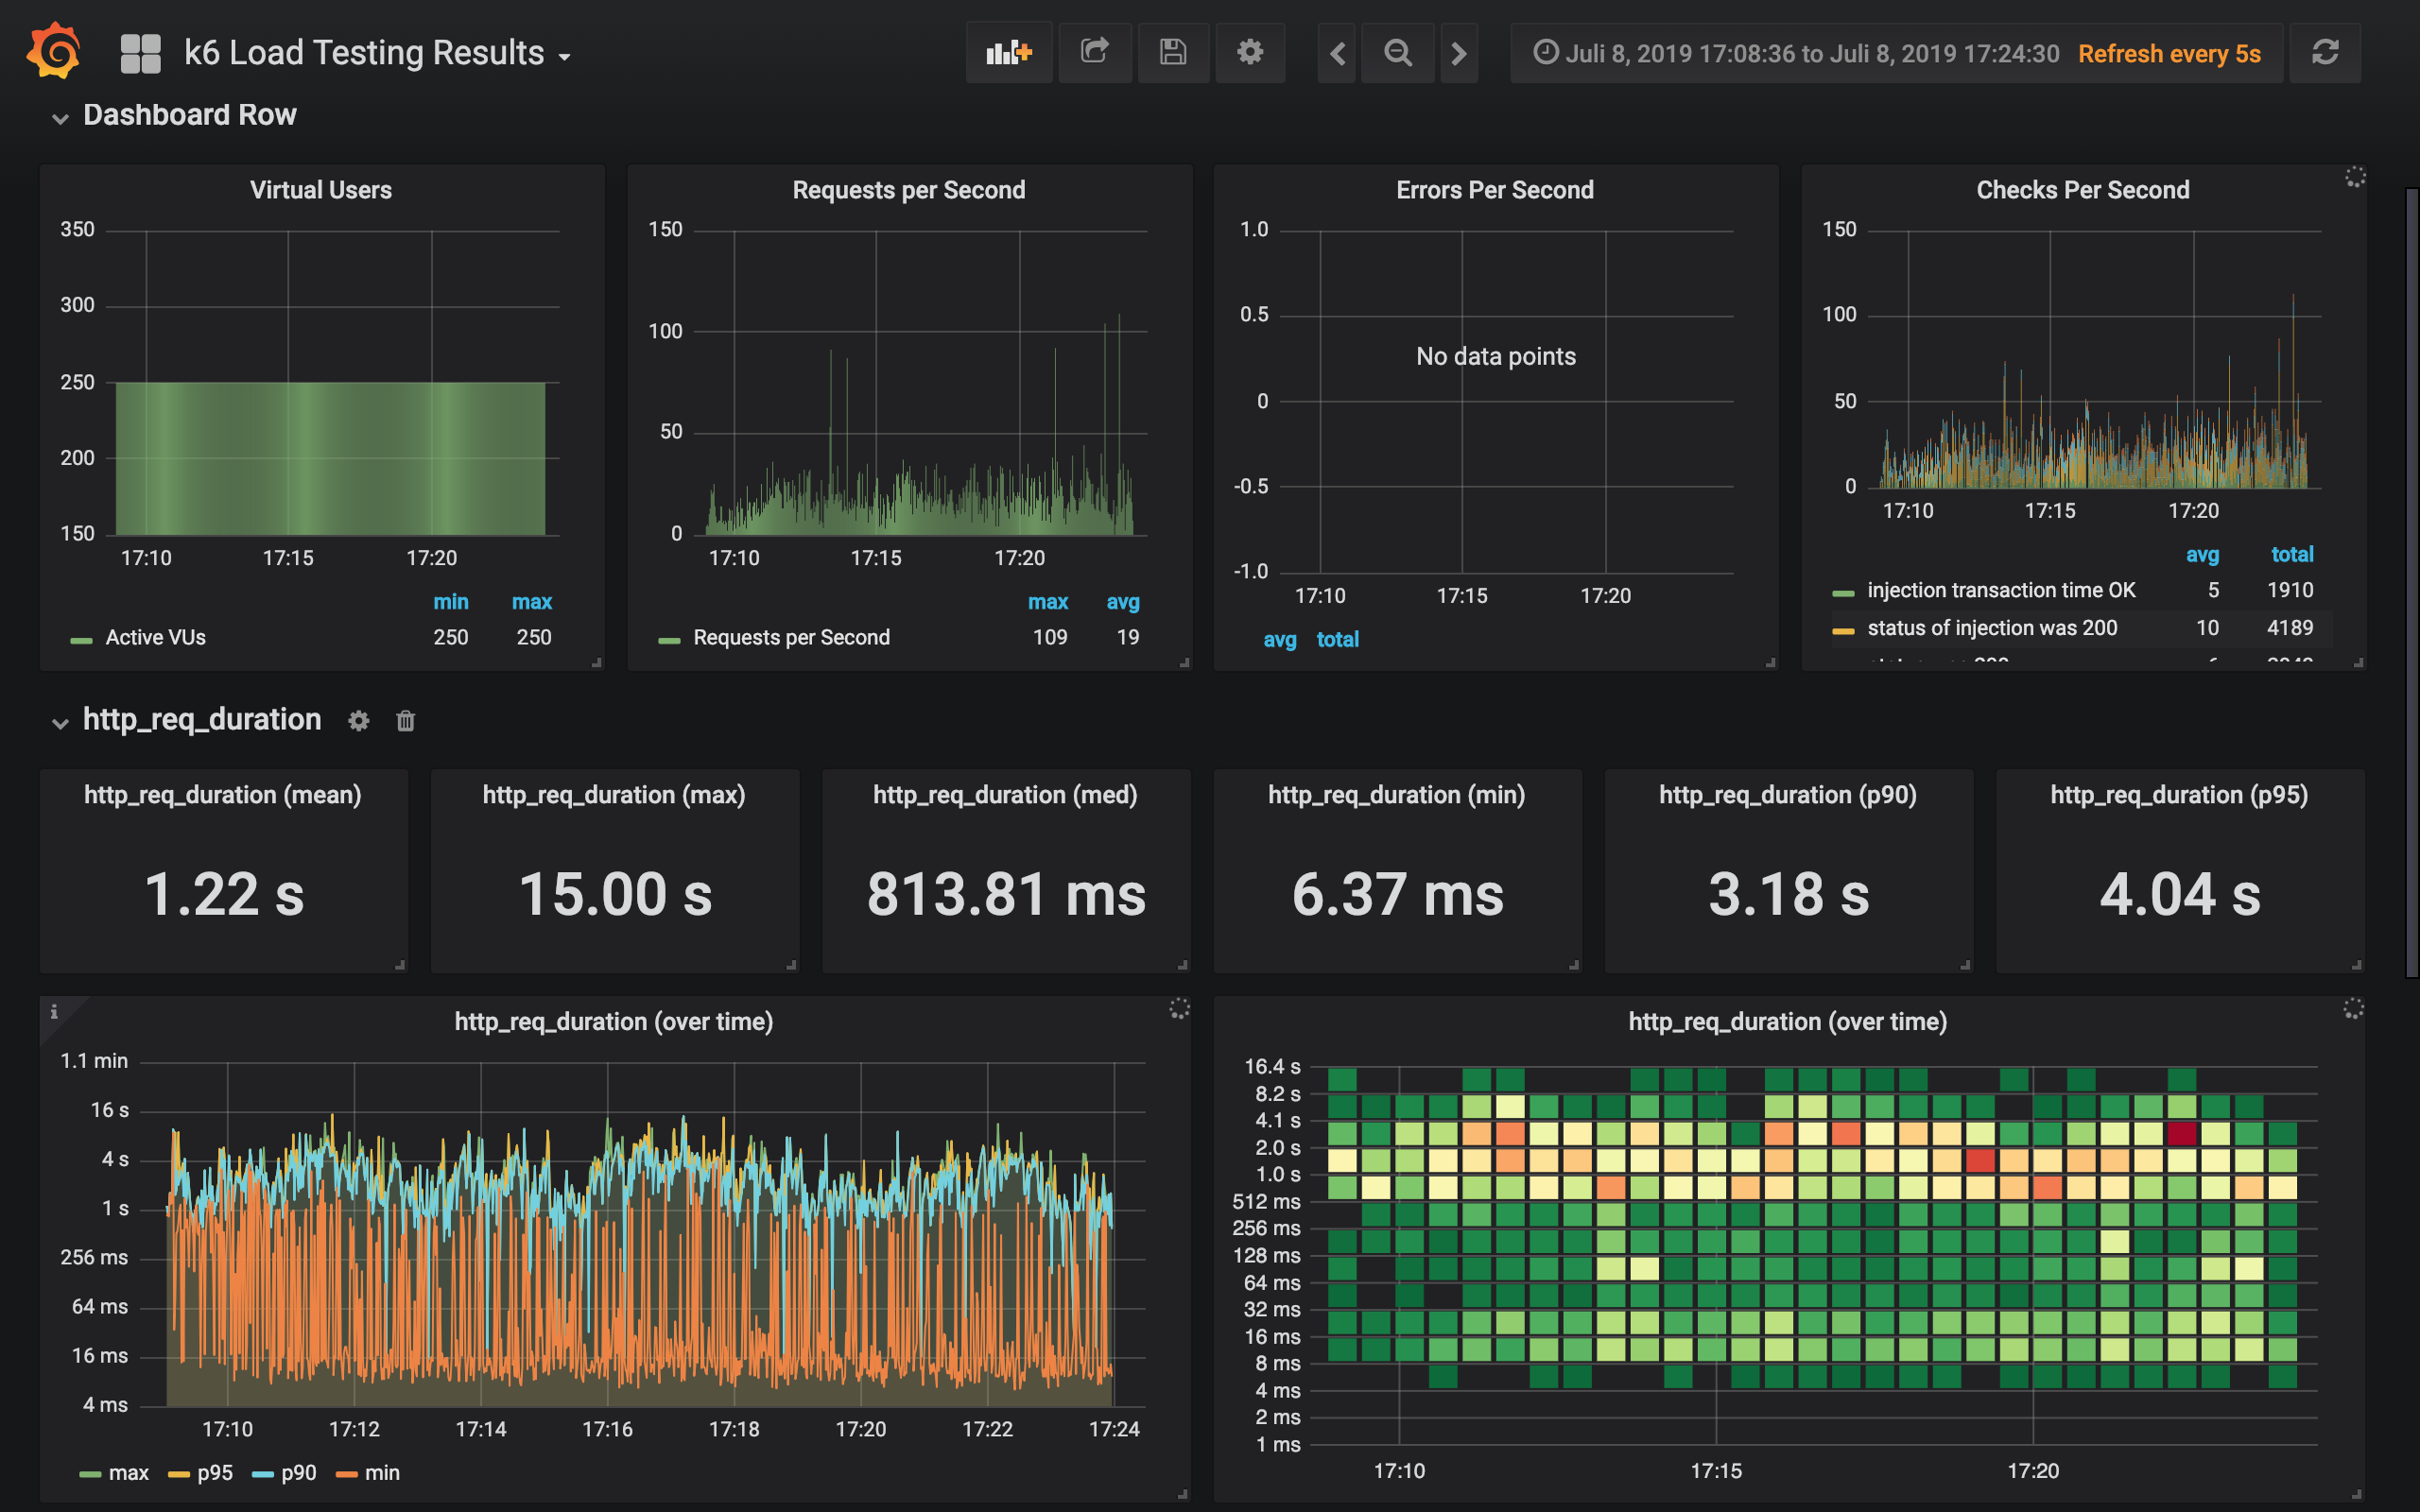 k6 Load Testing Results
Juli 8, 2019 17:08:36 to Juli 8, 2019 17:24:30 Refresh every 5s
Dashboard Row
Virtual Users
350
300
250
200
150
17:10 17:15 17:20
min max
Active VUs 250 250
Requests per Second
150
100
50
0
17:10 17:15 17:20
max avg
Requests per Second 109 19
Errors Per Second
1.0
0.5
0
-0.5
-1.0
No data points
17:10 17:15 17:20
avg total
Checks Per Second
150
100
50
0
17:10 17:15 17:20
avg total
injection transaction time OK 5 1910
status of injection was 200 10 4189
http_req_duration
http_req_duration (mean)
1.22 s
http_req_duration (max)
15.00 s
http_req_duration (med)
813.81 ms
http_req_duration (min)
6.37 ms
http_req_duration (p90)
3.18 s
http_req_duration (p95)
4.04 s
http_req_duration (over time)
1.1 min
16 s
4 s
1 s
256 ms
64 ms
16 ms
4 ms
17:10 17:12 17:14 17:16 17:18 17:20 17:22 17:24
max p95 p90 min
http_req_duration (over time)
16.4 s
8.2 s
4.1 s
2.0 s
1.0 s
512 ms
256 ms
128 ms
64 ms
32 ms
16 ms
8 ms
4 ms
2 ms
1 ms
17:10 17:15 17:20